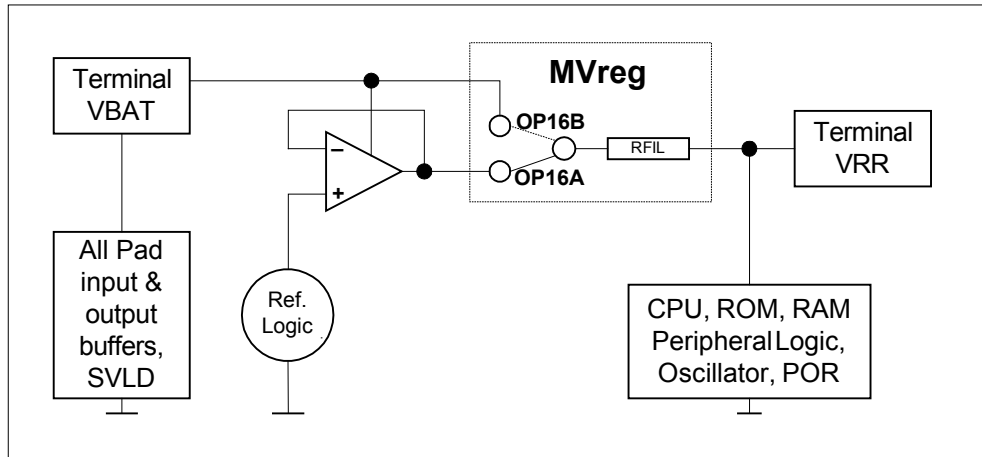 MVreg
Terminal
VBAT
OP16B
RFIL
Terminal
VRR
−
+
OP16A
All Pad
input &
output
buffers,
SVLD
Ref.
Logic
CPU, ROM, RAM
Peripheral Logic,
Oscillator, POR